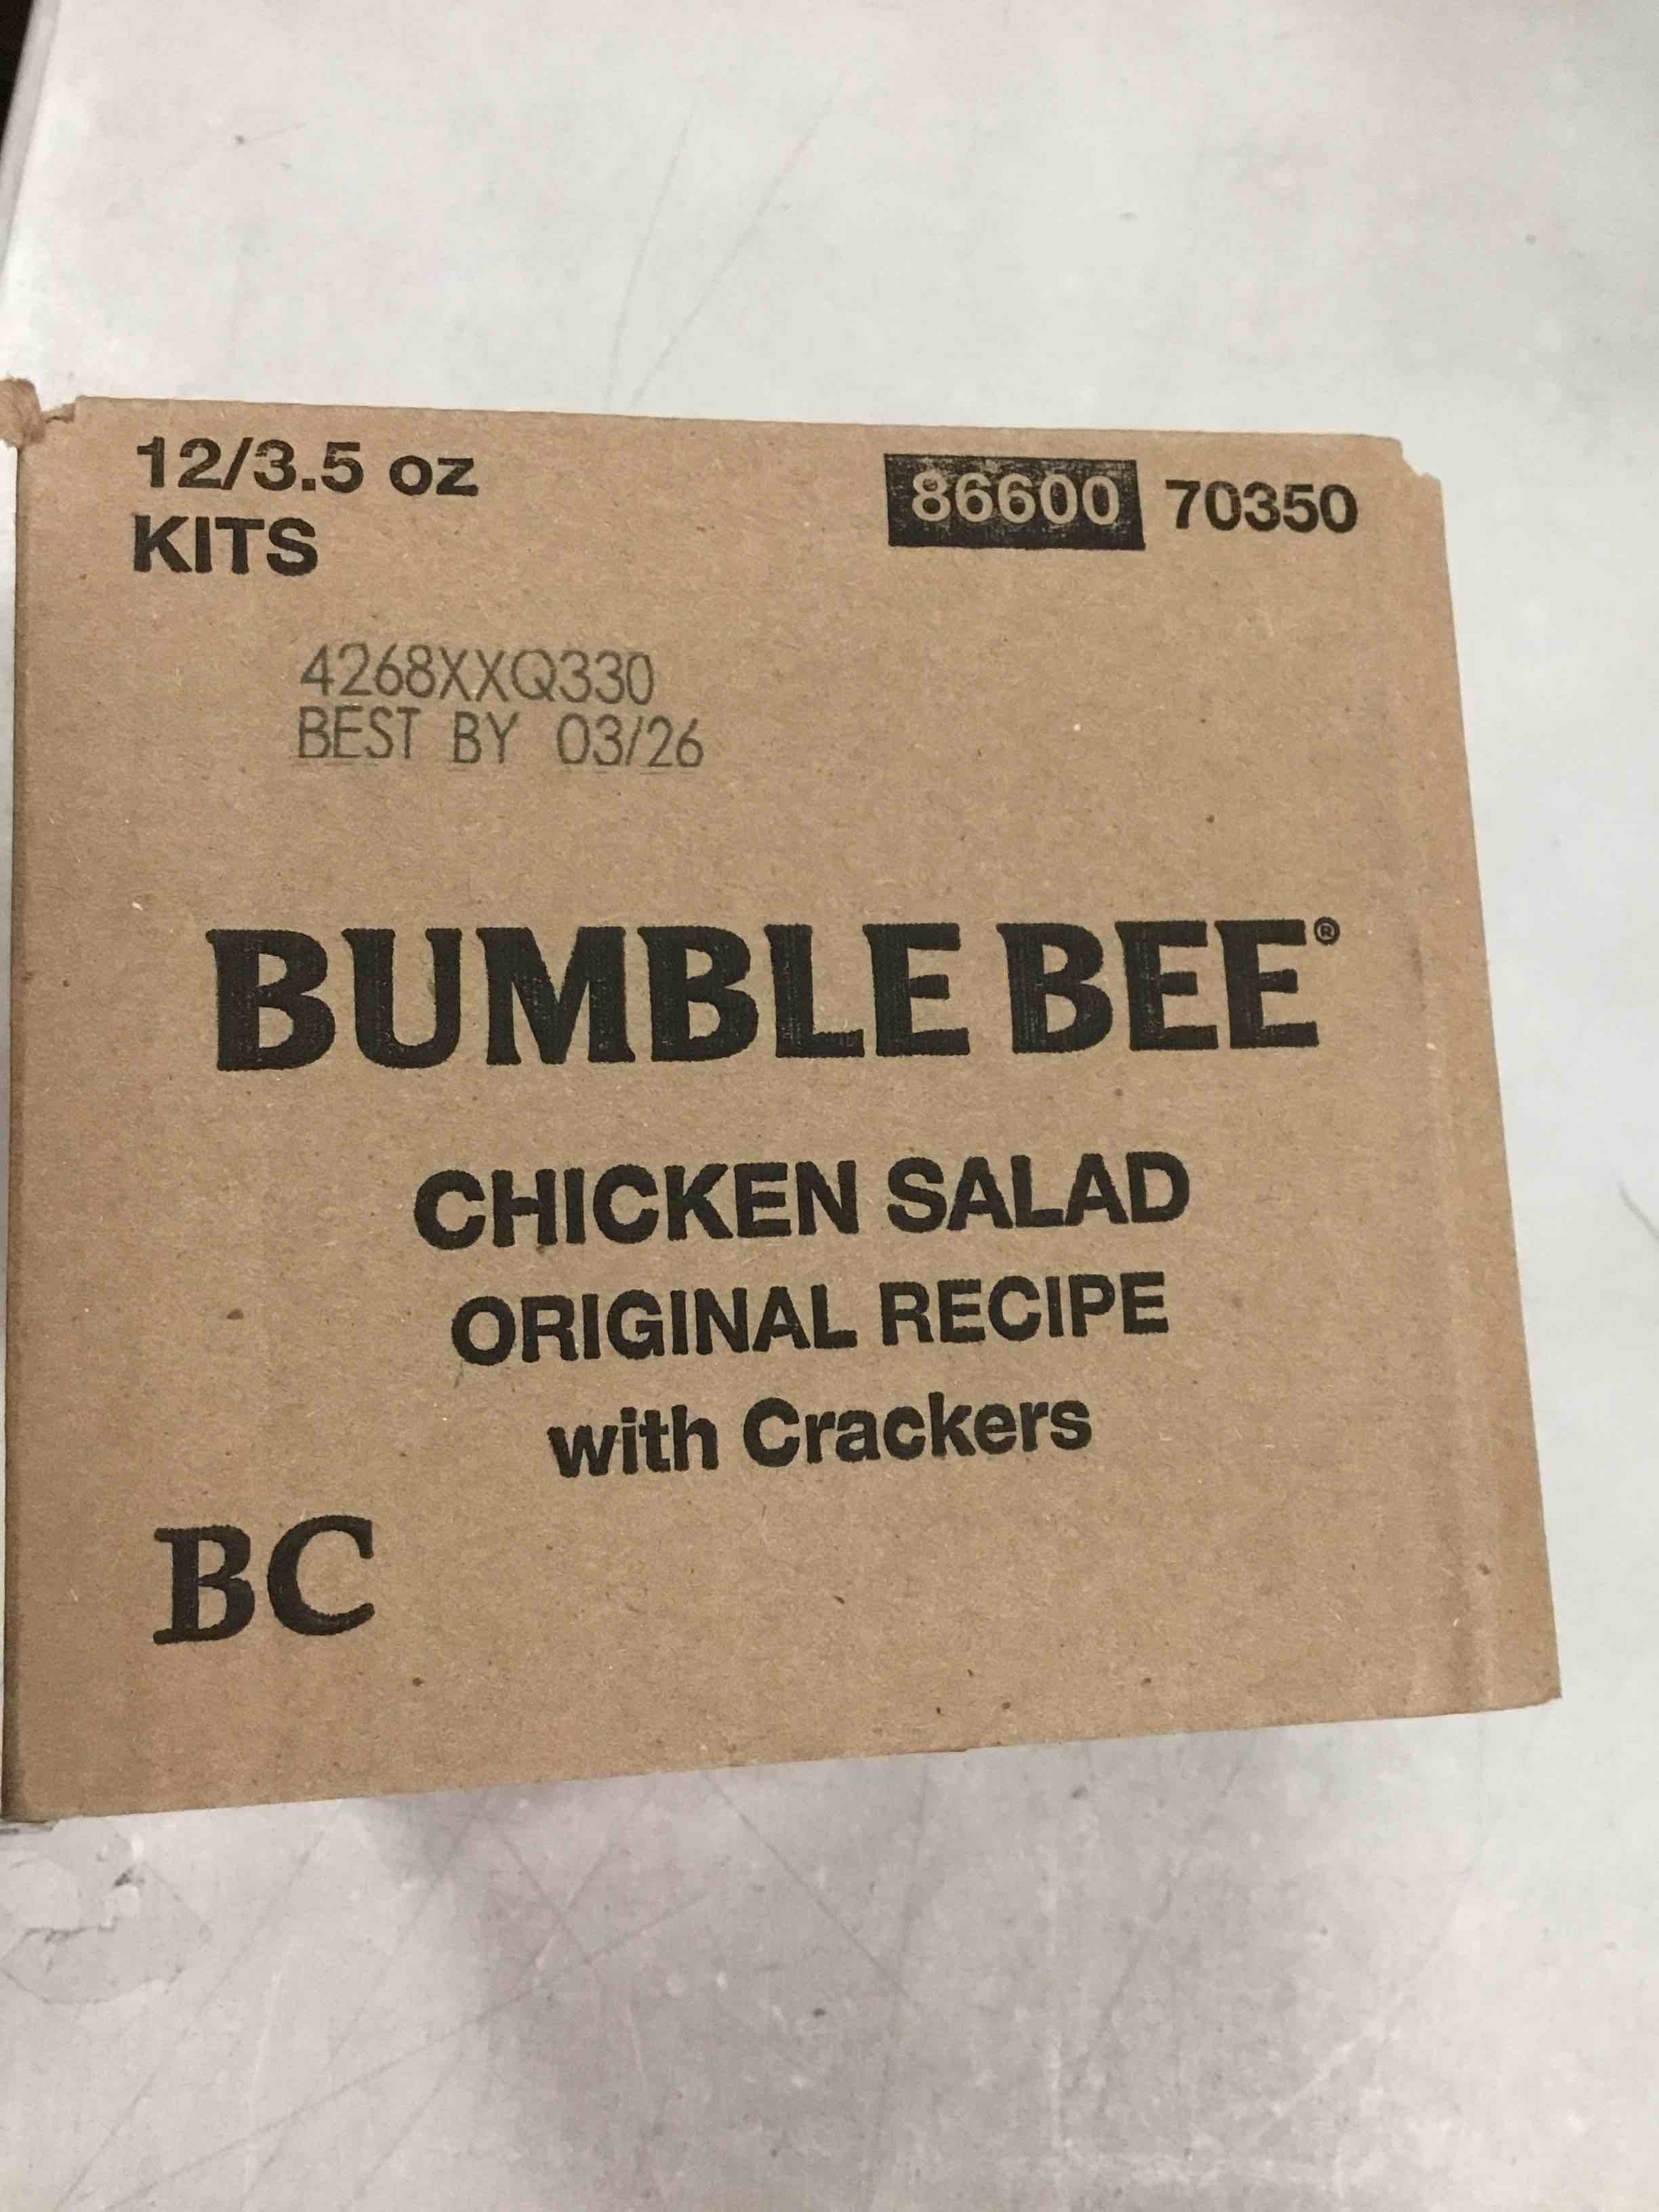 12/3.5 oz
KITS
86600 70350
4268XXQ330
BEST BY 03/26
BUMBLE BEE®
CHICKEN SALAD
ORIGINAL RECIPE
with Crackers
BC